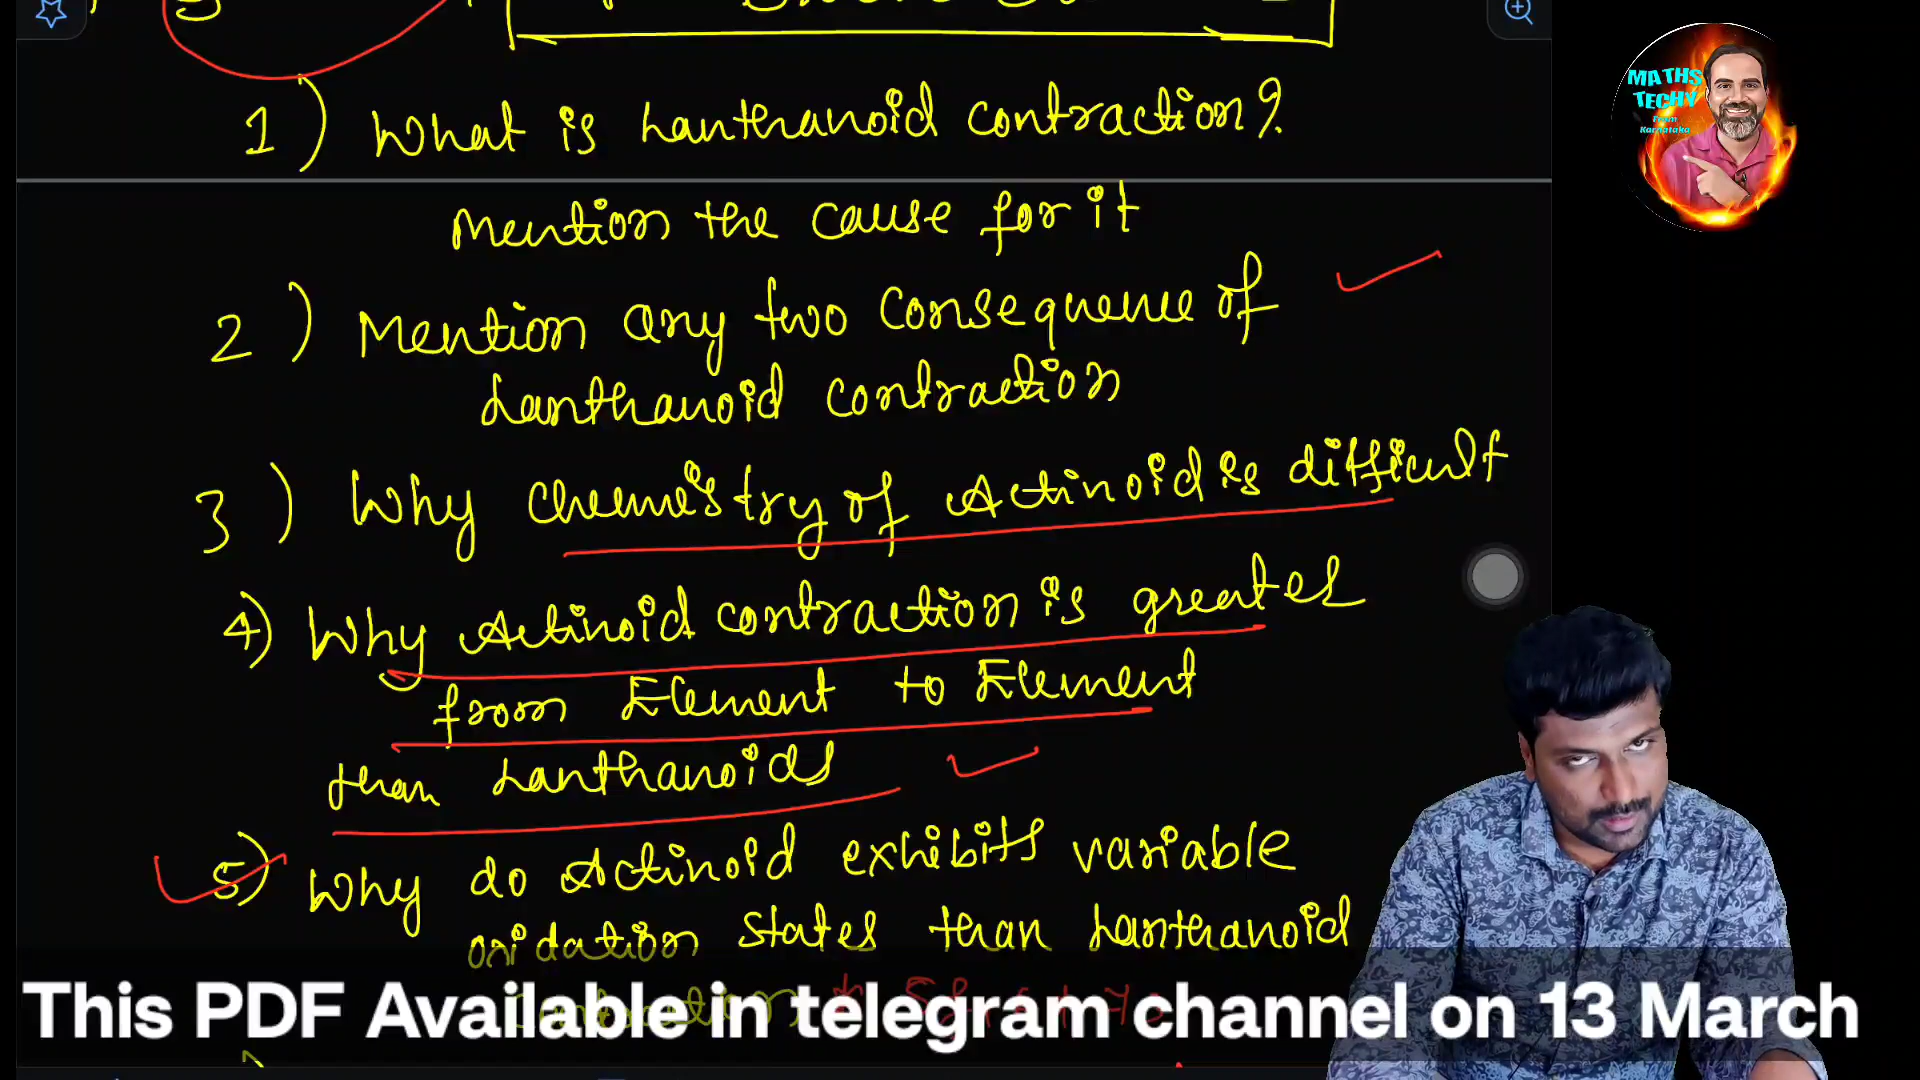 MATHS
TECHY
From
Karnataka
1) What is Lanthanoid contraction?
Mention the cause for it
2) Mention any two consequence of
Lanthanoid contraction
3) Why chemistry of Actinoid is difficult
4) Why Actinoid contraction is greater
from Element to Element
than Lanthanoids
5) Why do Actinoid exhibits variable
oxidation states than Lanthanoid
This PDF Available in telegram channel on 13 March